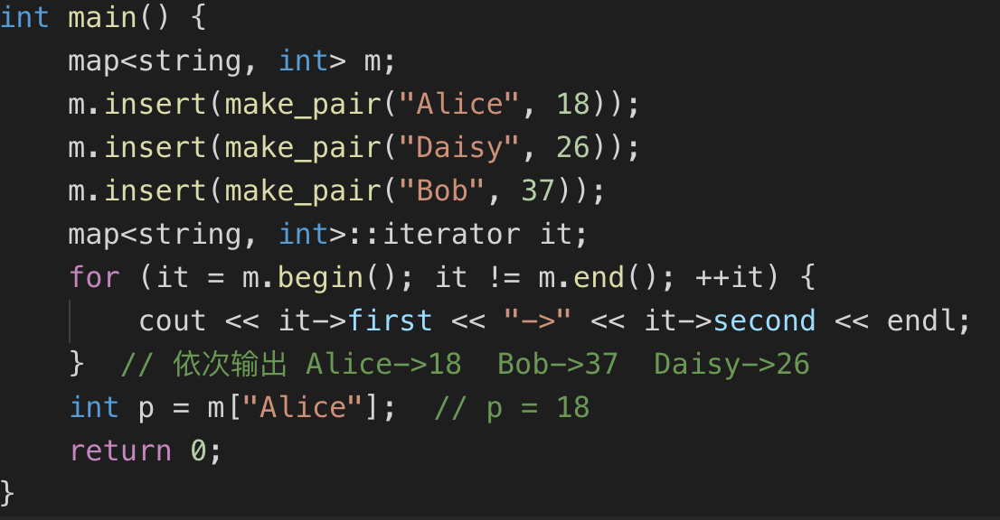 int main() {
    map<string, int> m;
    m.insert(make_pair("Alice", 18));
    m.insert(make_pair("Daisy", 26));
    m.insert(make_pair("Bob", 37));
    map<string, int>::iterator it;
    for (it = m.begin(); it != m.end(); ++it) {
        cout << it->first << "->" << it->second << endl;
    }  // 依次输出 Alice->18  Bob->37  Daisy->26
    int p = m["Alice"];  // p = 18
    return 0;
}